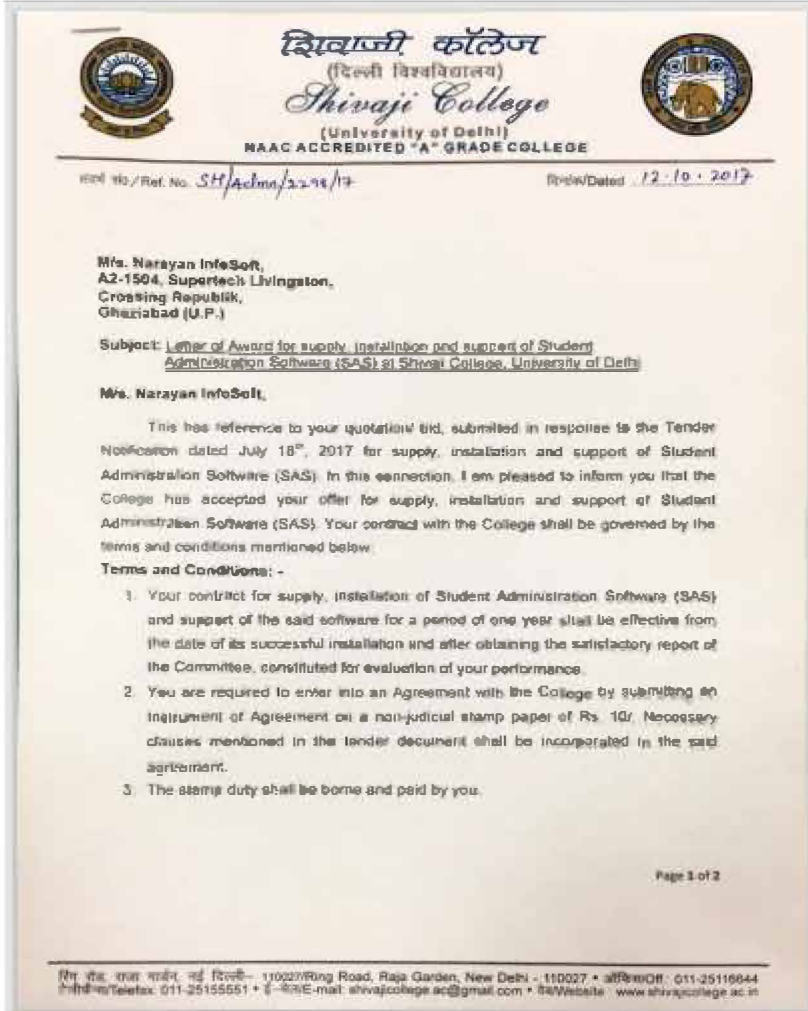 शिवाजी कॉलेज
(दिल्ली विश्वविद्यालय)
Shivaji College
(University of Delhi)
NAAC ACCREDITED "A" GRADE COLLEGE
संदर्भ सं०/Ref. No. SH/Admn/2298/17
दिनांक/Dated 12.10.2017
M/s. Narayan InfoSoft,
A2-1504, Supertech Livingston,
Crossing Republik,
Ghaziabad (U.P.)
Subject: Letter of Award for supply, installation and support of Student
Administration Software (SAS) at Shivaji College, University of Delhi
M/s. Narayan InfoSoft,
This has reference to your quotation/ bid, submitted in response to the Tender
Notification dated July 18th, 2017 for supply, installation and support of Student
Administration Software (SAS). In this connection, I am pleased to inform you that the
College has accepted your offer for supply, installation and support of Student
Administration Software (SAS). Your contract with the College shall be governed by the
terms and conditions mentioned below:
Terms and Conditions: -
1. Your contract for supply, installation of Student Administration Software (SAS)
and support of the said software for a period of one year shall be effective from
the date of its successful installation and after obtaining the satisfactory report of
the Committee, constituted for evaluation of your performance.
2. You are required to enter into an Agreement with the College by submitting an
Instrument of Agreement on a non-judicial stamp paper of Rs. 10/. Necessary
clauses mentioned in the tender document shall be incorporated in the said
agreement.
3. The stamp duty shall be borne and paid by you.
Page 1 of 2
रिंग रोड, राजा गार्डन, नई दिल्ली- 110027/Ring Road, Raja Garden, New Delhi - 110027 • ऑफिस/Off : 011-25116644
टेलीफैक्स/Telefax: 011-25155551 • ई-मेल/E-mail: shivajicollege.ac@gmail.com • वेब/Website : www.shivajicollege.ac.in